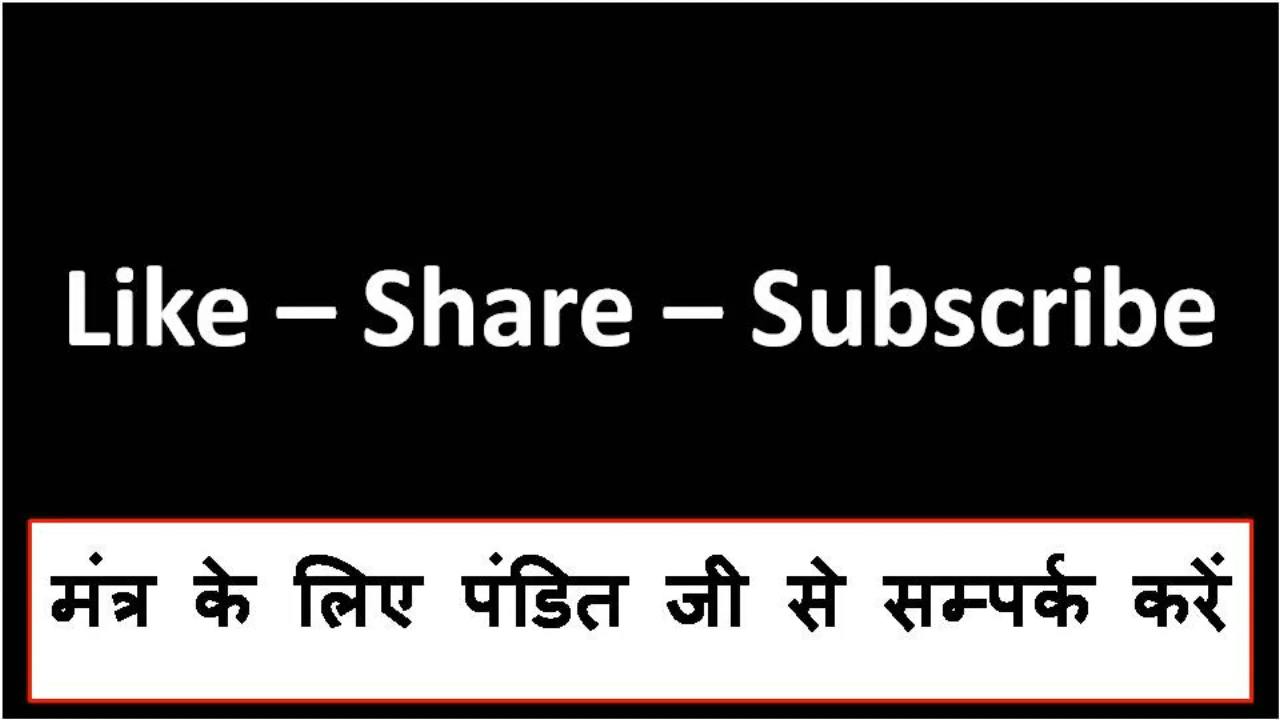 Like – Share – Subscribe
मंत्र के लिए पंडित जी से सम्पर्क करें